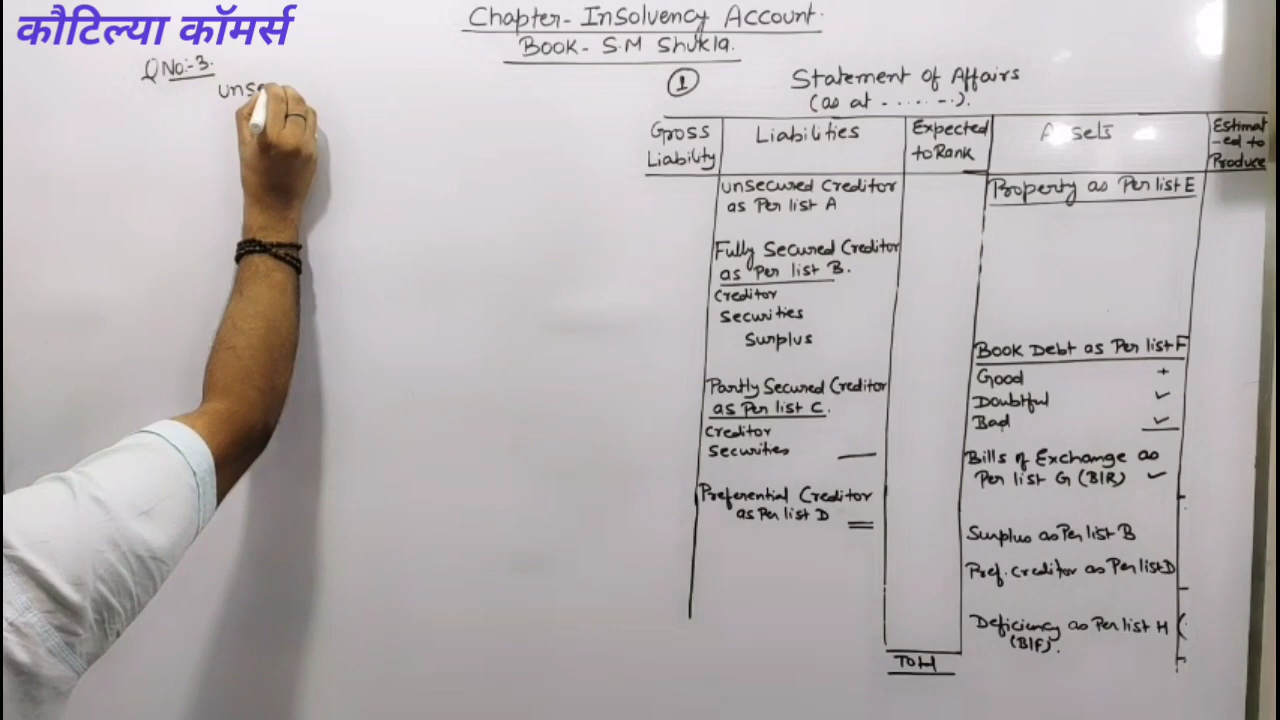 कौटिल्या कॉमर्स
Chapter- Insolvency Account.
Book- S.M Shukla.
Q No:-3.
unse
1
Statement of Affairs
(as at - . . . . - .).
Gross Liability
Liabilities
Expected to Rank
Assets
Estimat-ed to Produce
unsecured Creditor
as Per list A
Fully Secured Creditor
as Per list B.
Creditor
Securities
Surplus
Partly Secured Creditor
as Per list C.
Creditor
Securities
Preferential Creditor
as Per list D
Toth
Property as Per list E
Book Debt as Per list F
Good +
Doubtful ✓
Bad ✓
Bills of Exchange as
Per list G (B/R) ✓
Surplus as Per list B
Pref. Creditor as Per list D
Deficiency as Per list H (
(B/F).